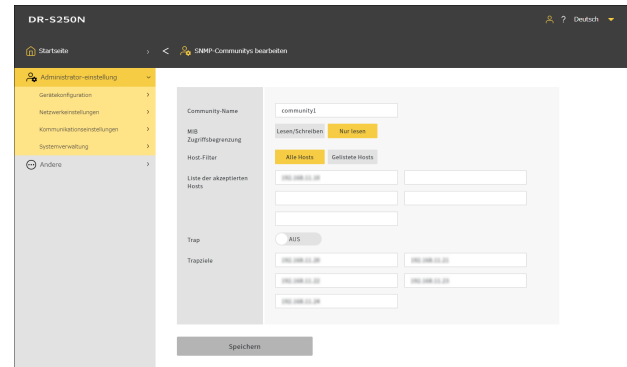 DR-S250N
? Deutsch
Startseite
< SNMP-Communitys bearbeiten
Administrator-einstellung
Gerätekonfiguration
Netzwerkeinstellungen
Kommunikationseinstellungen
Systemverwaltung
Andere
Community-Name community1
MIB Zugriffsbegrenzung Lesen/Schreiben Nur lesen
Host-Filter Alle Hosts Gelistete Hosts
Liste der akzeptierten
Hosts
Trap AUS
Trapziele
Speichern